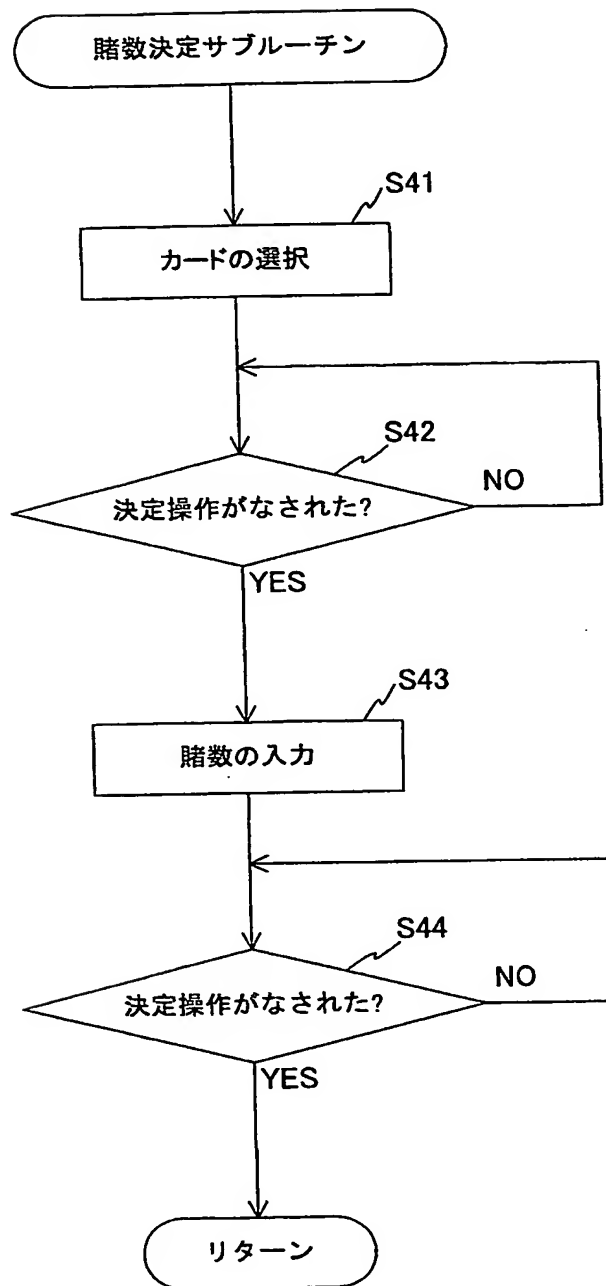 賭数決定サブルーチン
S41
カードの選択
S42
決定操作がなされた?
NO
YES
S43
賭数の入力
S44
決定操作がなされた?
NO
YES
リターン